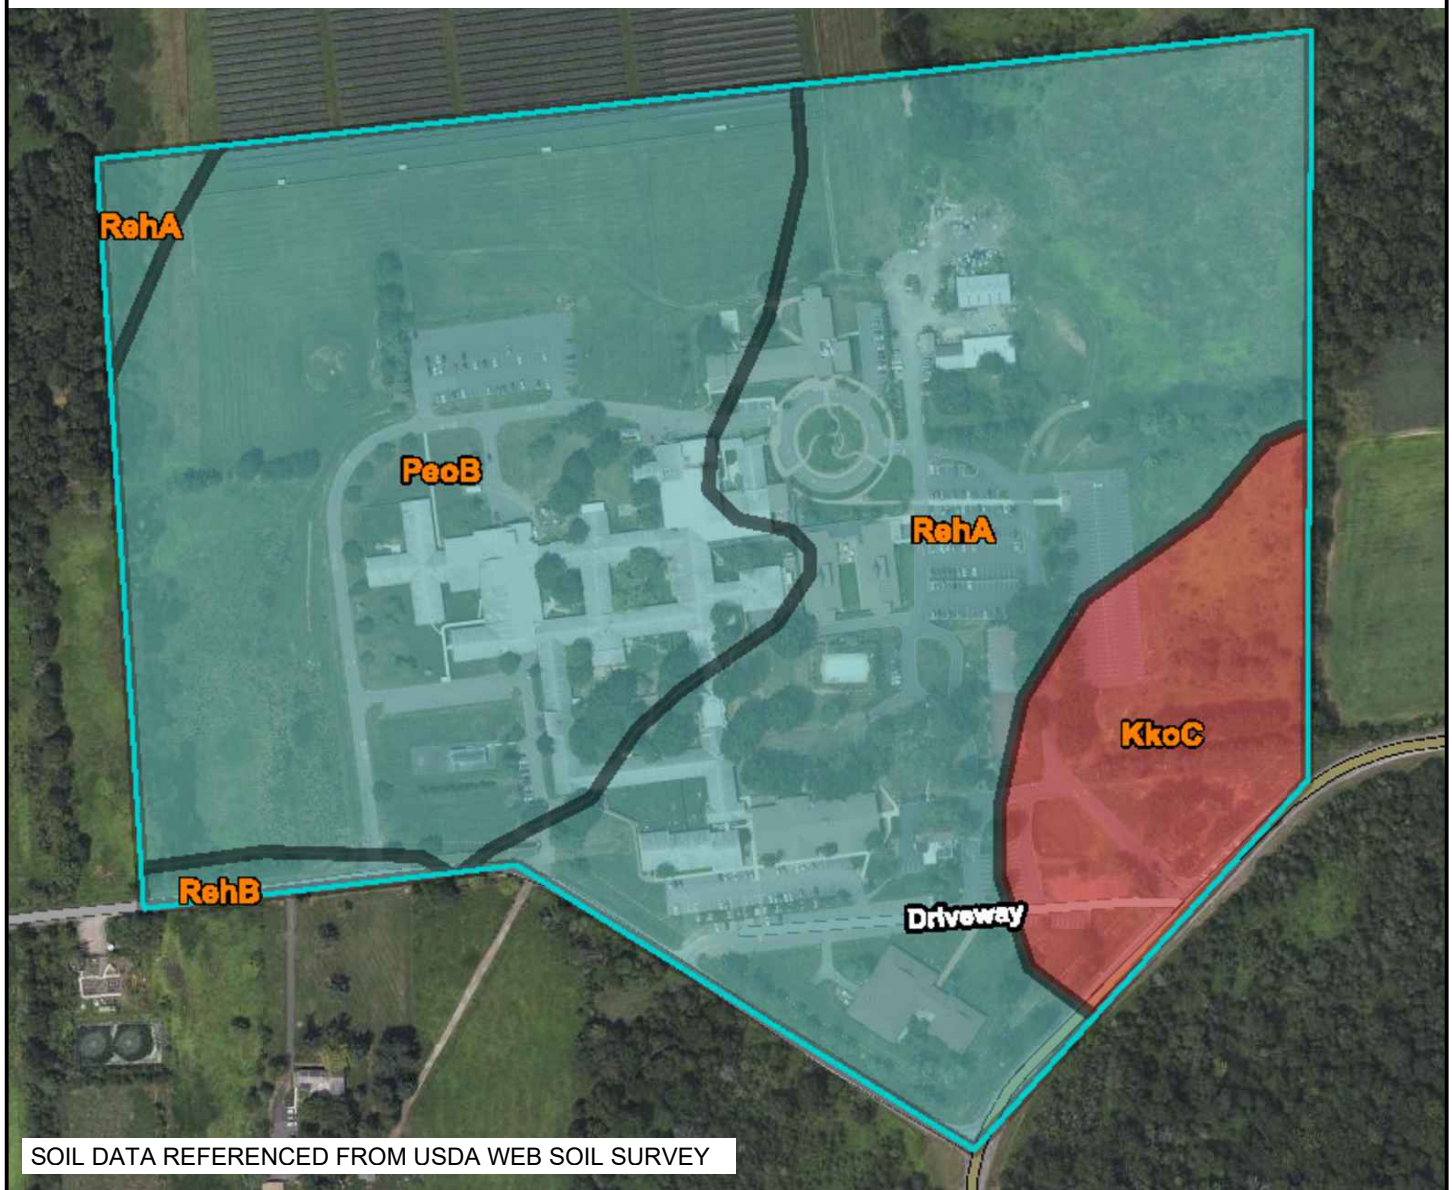 RehA
PeoB
RehA
KkoC
RehB
Driveway
SOIL DATA REFERENCED FROM USDA WEB SOIL SURVEY